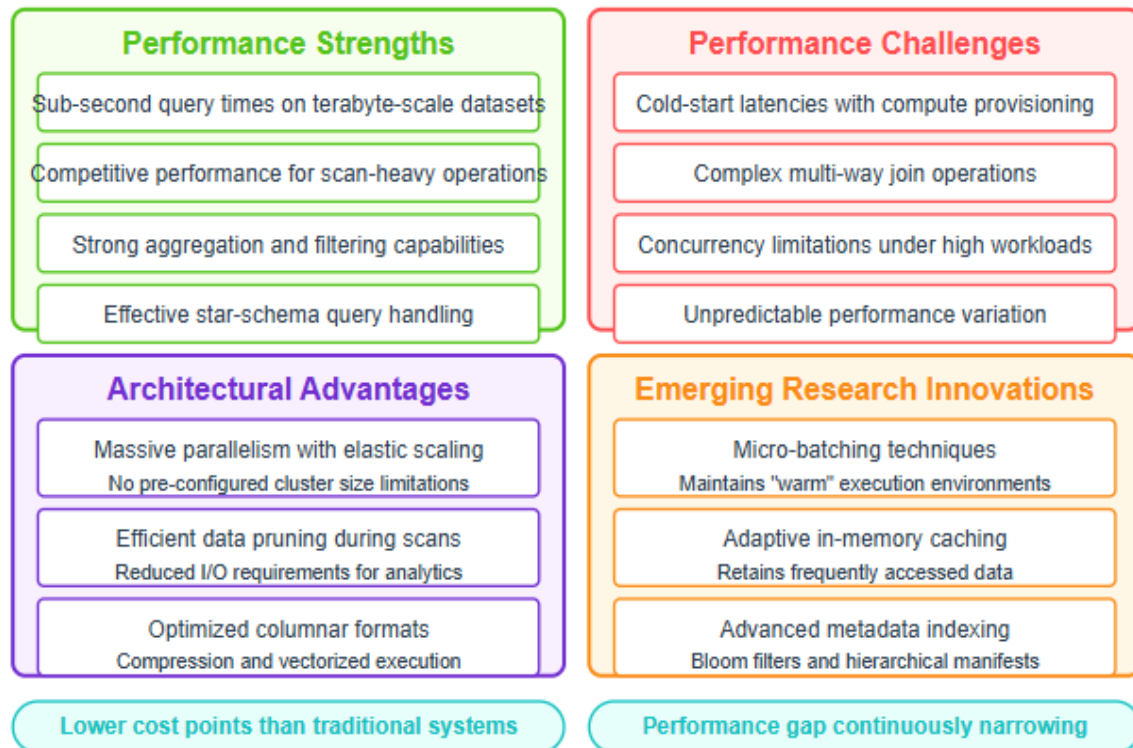 Performance Strengths
Sub-second query times on terabyte-scale datasets
Competitive performance for scan-heavy operations
Strong aggregation and filtering capabilities
Effective star-schema query handling
Performance Challenges
Cold-start latencies with compute provisioning
Complex multi-way join operations
Concurrency limitations under high workloads
Unpredictable performance variation
Architectural Advantages
Massive parallelism with elastic scaling
No pre-configured cluster size limitations
Efficient data pruning during scans
Reduced I/O requirements for analytics
Optimized columnar formats
Compression and vectorized execution
Emerging Research Innovations
Micro-batching techniques
Maintains "warm" execution environments
Adaptive in-memory caching
Retains frequently accessed data
Advanced metadata indexing
Bloom filters and hierarchical manifests
Lower cost points than traditional systems
Performance gap continuously narrowing